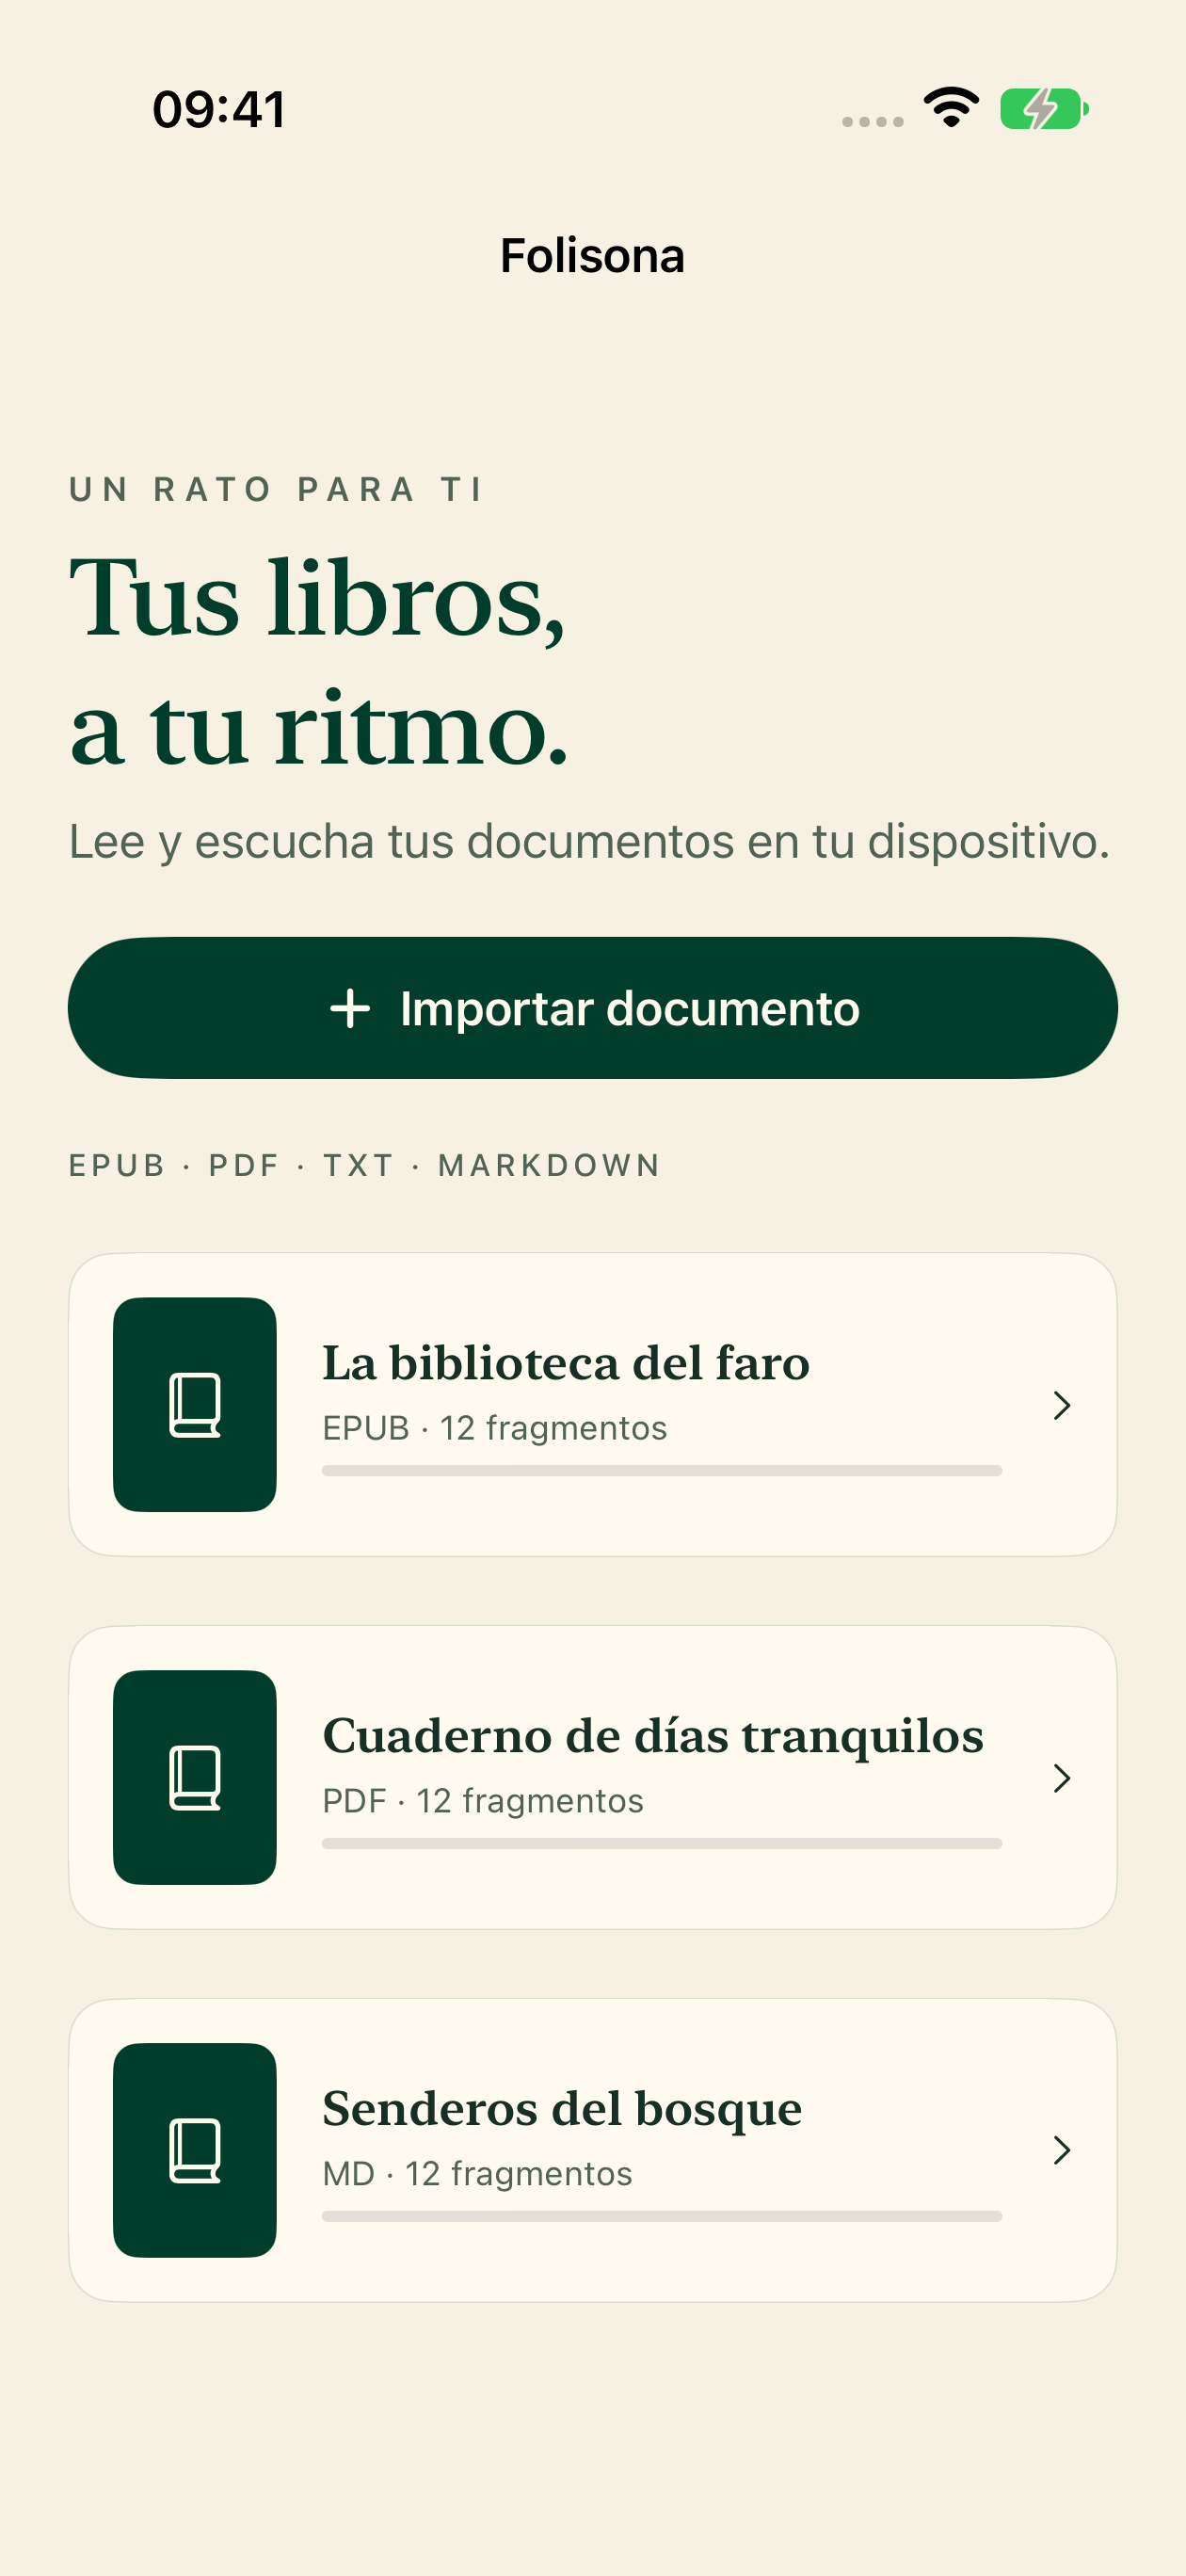 09:41
Folisona
UN RATO PARA TI
Tus libros,
a tu ritmo.
Lee y escucha tus documentos en tu dispositivo.
+ Importar documento
EPUB · PDF · TXT · MARKDOWN
La biblioteca del faro
EPUB · 12 fragmentos
Cuaderno de días tranquilos
PDF · 12 fragmentos
Senderos del bosque
MD · 12 fragmentos